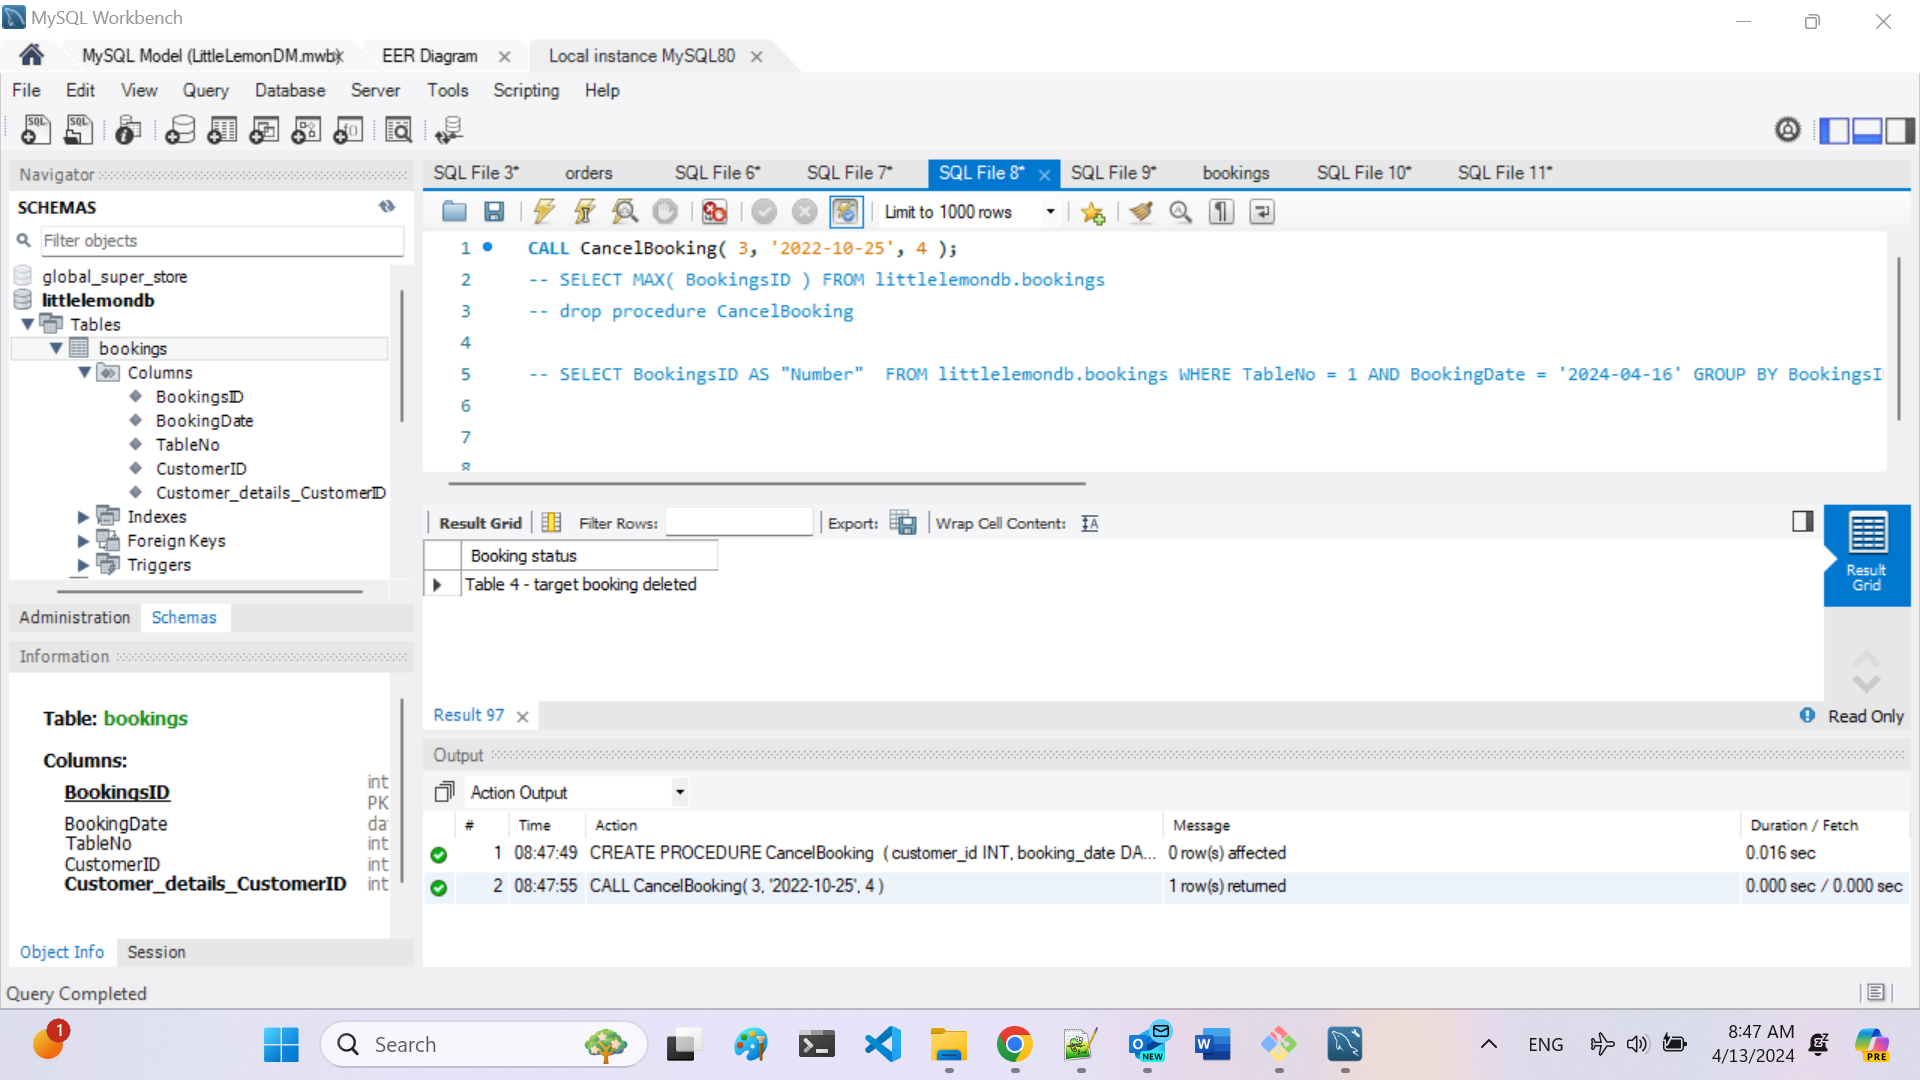 MySQL Workbench
MySQL Model (LittleLemonDM.mwb)
EER Diagram
Local instance MySQL80
File Edit View Query Database Server Tools Scripting Help
Navigator
SCHEMAS
Filter objects
global_super_store
littlelemondb
Tables
bookings
Columns
BookingsID
BookingDate
TableNo
CustomerID
Customer_details_CustomerID
Indexes
Foreign Keys
Triggers
Administration Schemas
Information
Table: bookings
Columns:
BookingsID int
PK
BookingDate da
TableNo int
CustomerID int
Customer_details_CustomerID int
Object Info Session
Query Completed
SQL File 3* orders SQL File 6* SQL File 7* SQL File 8* SQL File 9* bookings SQL File 10* SQL File 11*
Limit to 1000 rows
1 CALL CancelBooking( 3, '2022-10-25', 4 );
2 -- SELECT MAX( BookingsID ) FROM littlelemondb.bookings
3 -- drop procedure CancelBooking
4
5 -- SELECT BookingsID AS "Number"  FROM littlelemondb.bookings WHERE TableNo = 1 AND BookingDate = '2024-04-16' GROUP BY BookingsI
6
7
8
Result Grid Filter Rows: Export: Wrap Cell Content:
Booking status
Table 4 - target booking deleted
Result Grid
Result 97
Read Only
Output
Action Output
# Time Action Message Duration / Fetch
1 08:47:49 CREATE PROCEDURE CancelBooking ( customer_id INT, booking_date DA... 0 row(s) affected 0.016 sec
2 08:47:55 CALL CancelBooking( 3, '2022-10-25', 4 ) 1 row(s) returned 0.000 sec / 0.000 sec
1
Search
NEW
W
ENG
8:47 AM
4/13/2024
PRE